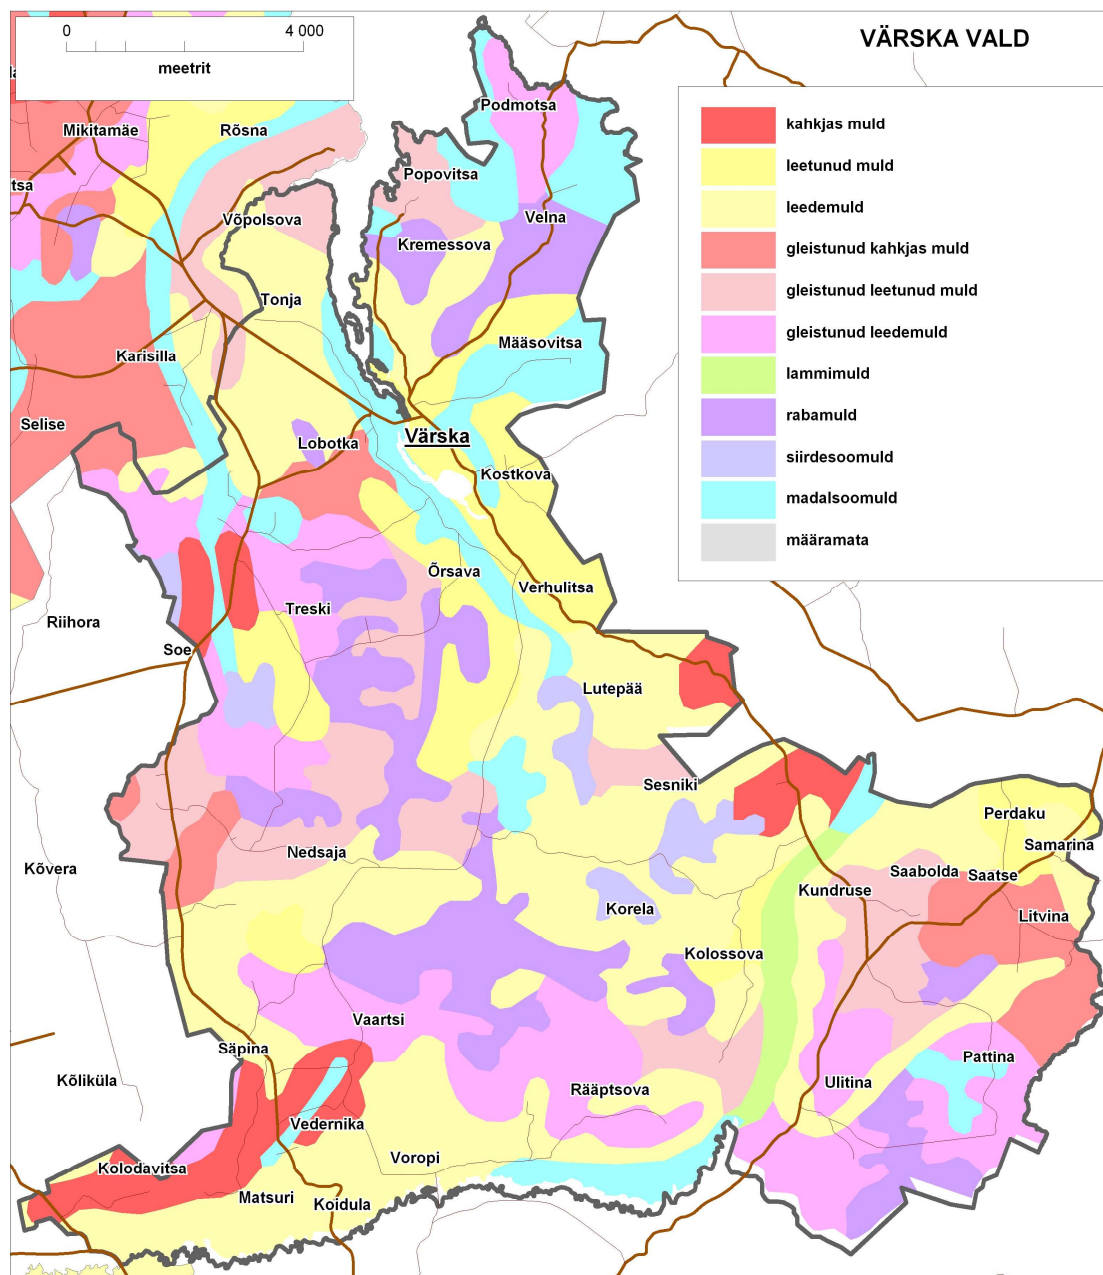 0
4 000
meetrit
VÄRSKA VALD
kahkjas muld
leetunud muld
leedemuld
gleistunud kahkjas muld
gleistunud leetunud muld
gleistunud leedemuld
lammimuld
rabamuld
siirdesoomuld
madalsoomuld
määramata
Mikitamäe
Rõsna
Podmotsa
Popovitsa
tsa
Võpolsova
Kremessova
Velna
Tonja
Määsovitsa
Karisilla
Selise
Lobotka
Värska
Kostkova
Õrsava
Verhulitsa
Treski
Riihora
Soe
Lutepää
Sesniki
Perdaku
Samarina
Nedsaja
Kõvera
Saabolda
Saatse
Kundruse
Korela
Litvina
Kolossova
Vaartsi
Säpina
Pattina
Kõliküla
Rääptsova
Ulitina
Vedernika
Voropi
Kolodavitsa
Matsuri
Koidula